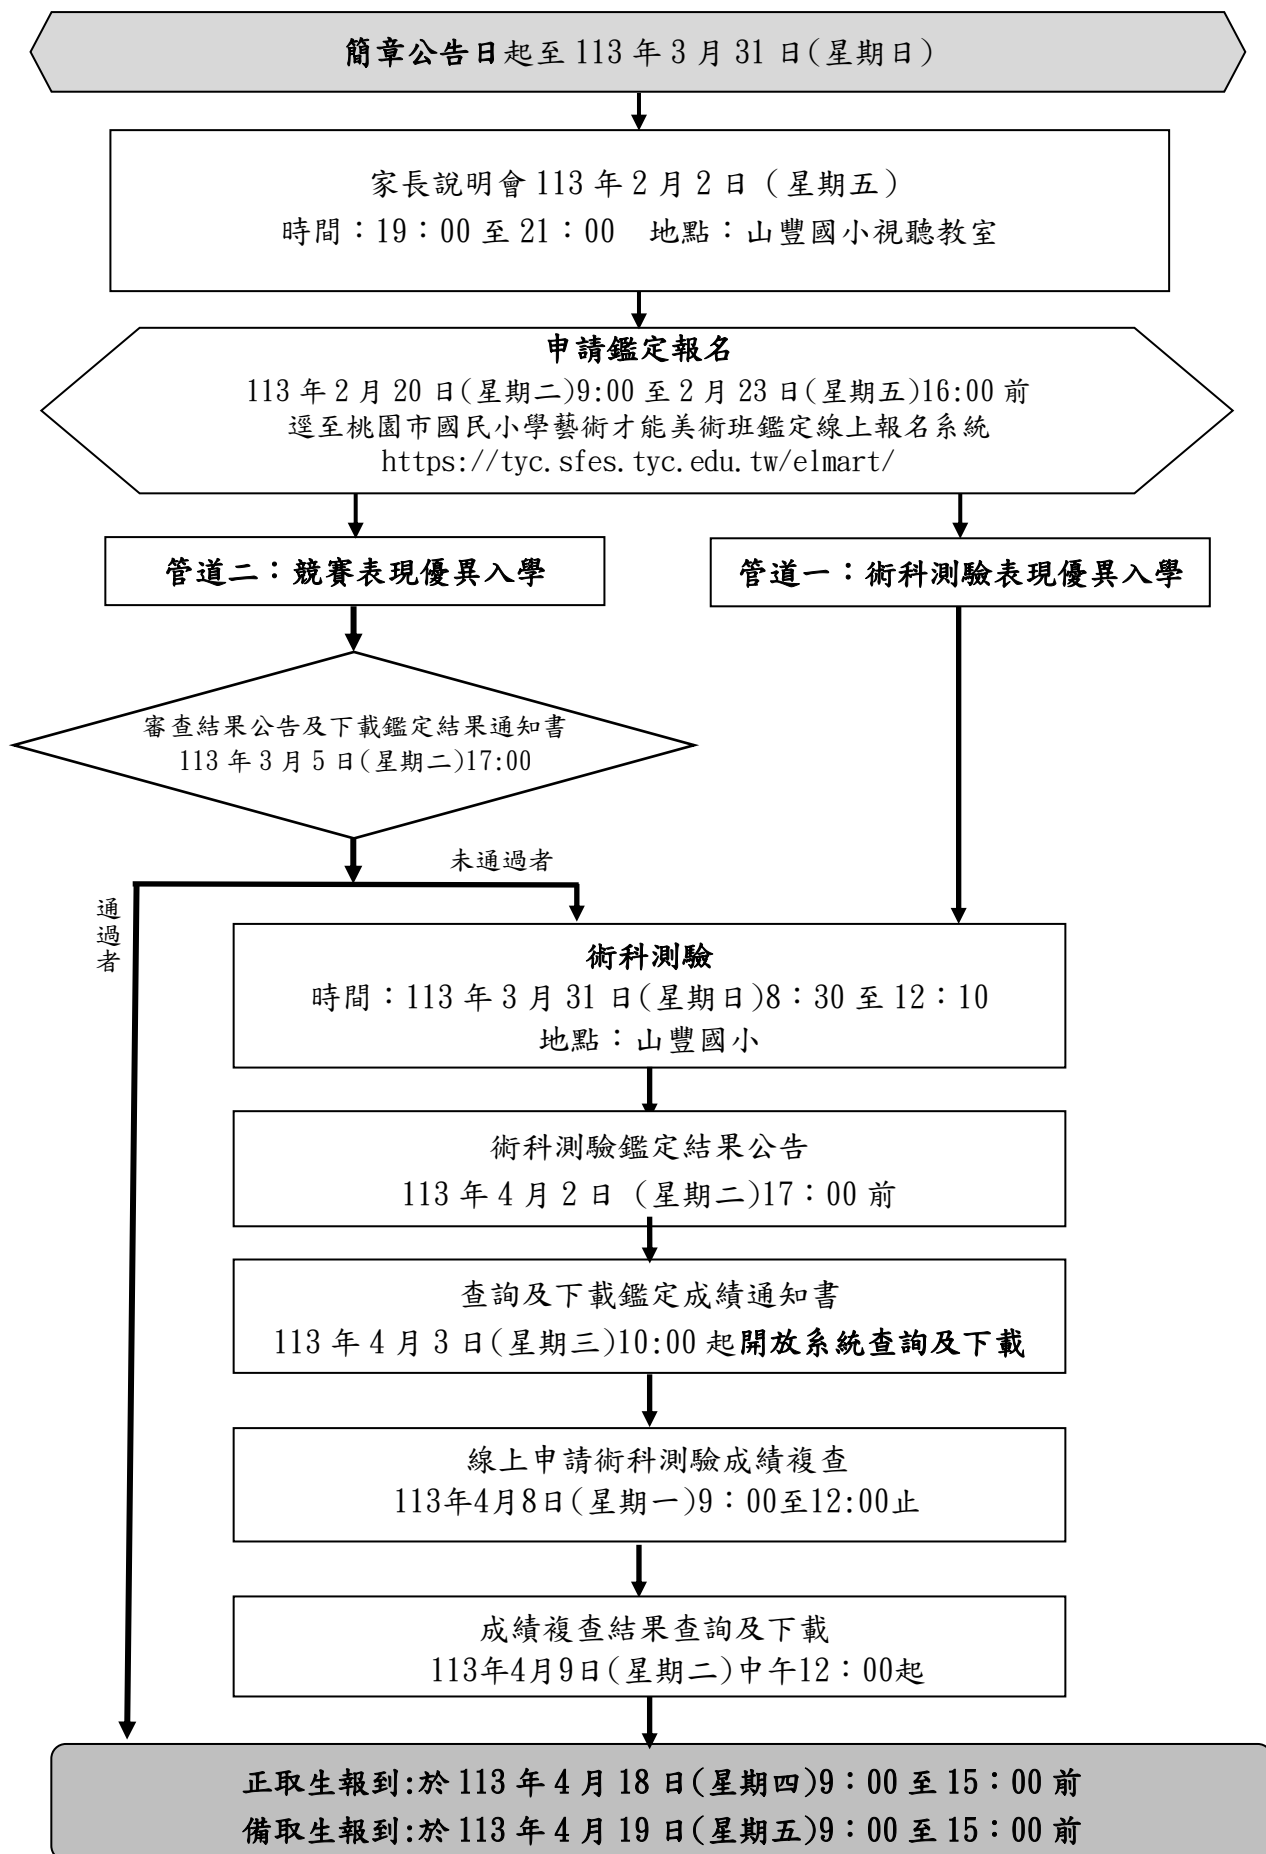 簡章公告日起至 113 年 3 月 31 日(星期日)
家長說明會 113 年 2 月 2 日（星期五）
時間：19：00 至 21：00　地點：山豐國小視聽教室
申請鑑定報名
113 年 2 月 20 日(星期二)9:00 至 2 月 23 日(星期五)16:00 前
逕至桃園市國民小學藝術才能美術班鑑定線上報名系統
https://tyc.sfes.tyc.edu.tw/elmart/
管道二：競賽表現優異入學
管道一：術科測驗表現優異入學
審查結果公告及下載鑑定結果通知書
113 年 3 月 5 日(星期二)17:00
未通過者
通過者
術科測驗
時間：113 年 3 月 31 日(星期日)8：30 至 12：10
地點：山豐國小
術科測驗鑑定結果公告
113 年 4 月 2 日 (星期二)17：00 前
查詢及下載鑑定成績通知書
113 年 4 月 3 日(星期三)10:00 起開放系統查詢及下載
線上申請術科測驗成績複查
113年4月8日(星期一)9：00至12:00止
成績複查結果查詢及下載
113年4月9日(星期二)中午12：00起
正取生報到:於 113 年 4 月 18 日(星期四)9：00 至 15：00 前
備取生報到:於 113 年 4 月 19 日(星期五)9：00 至 15：00 前